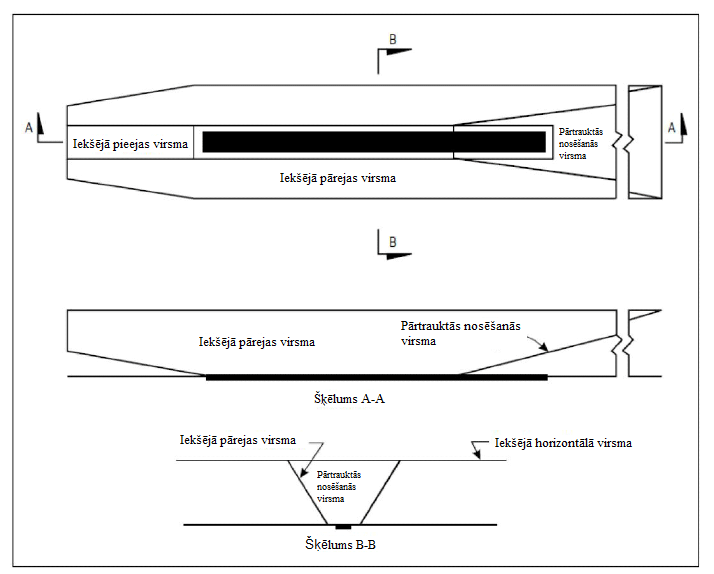 B
A
A
Iekšējā pieejas virsma
Pārtrauktās
nosēšanās
virsma
Iekšējā pārejas virsma
B
Pārtrauktās nosēšanās
virsma
Iekšējā pārejas virsma
Šķēlums A-A
Iekšējā pārejas virsma
Iekšējā horizontālā virsma
Pārtrauktās
nosēšanās
virsma
Šķēlums B-B